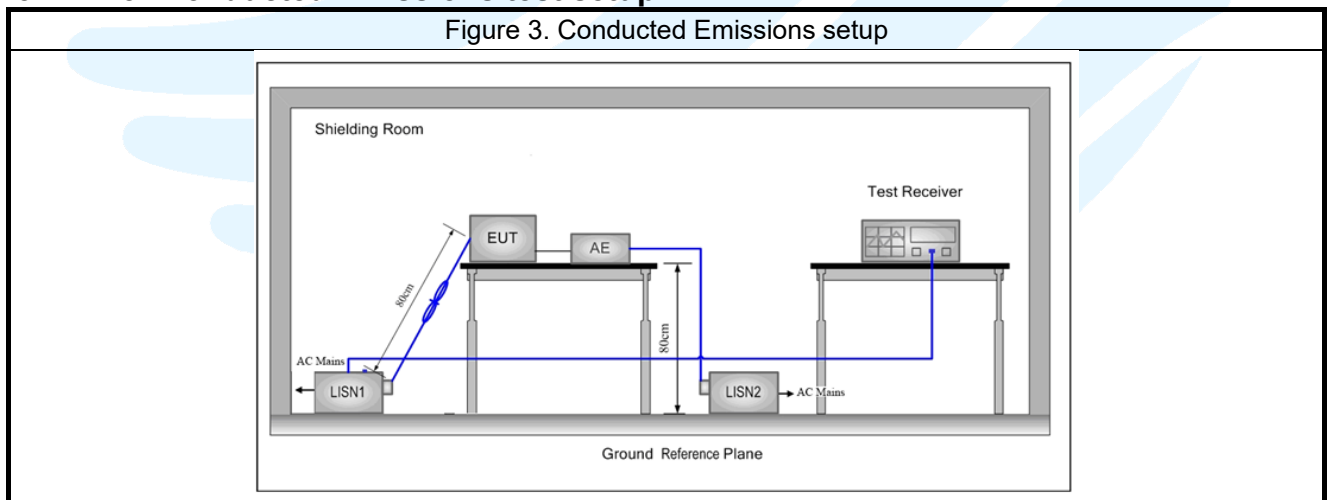 Figure 3. Conducted Emissions setup
Shielding Room
Test Receiver
EUT
AE
80cm
80cm
AC Mains
LISN1
LISN2
AC Mains
Ground Reference Plane